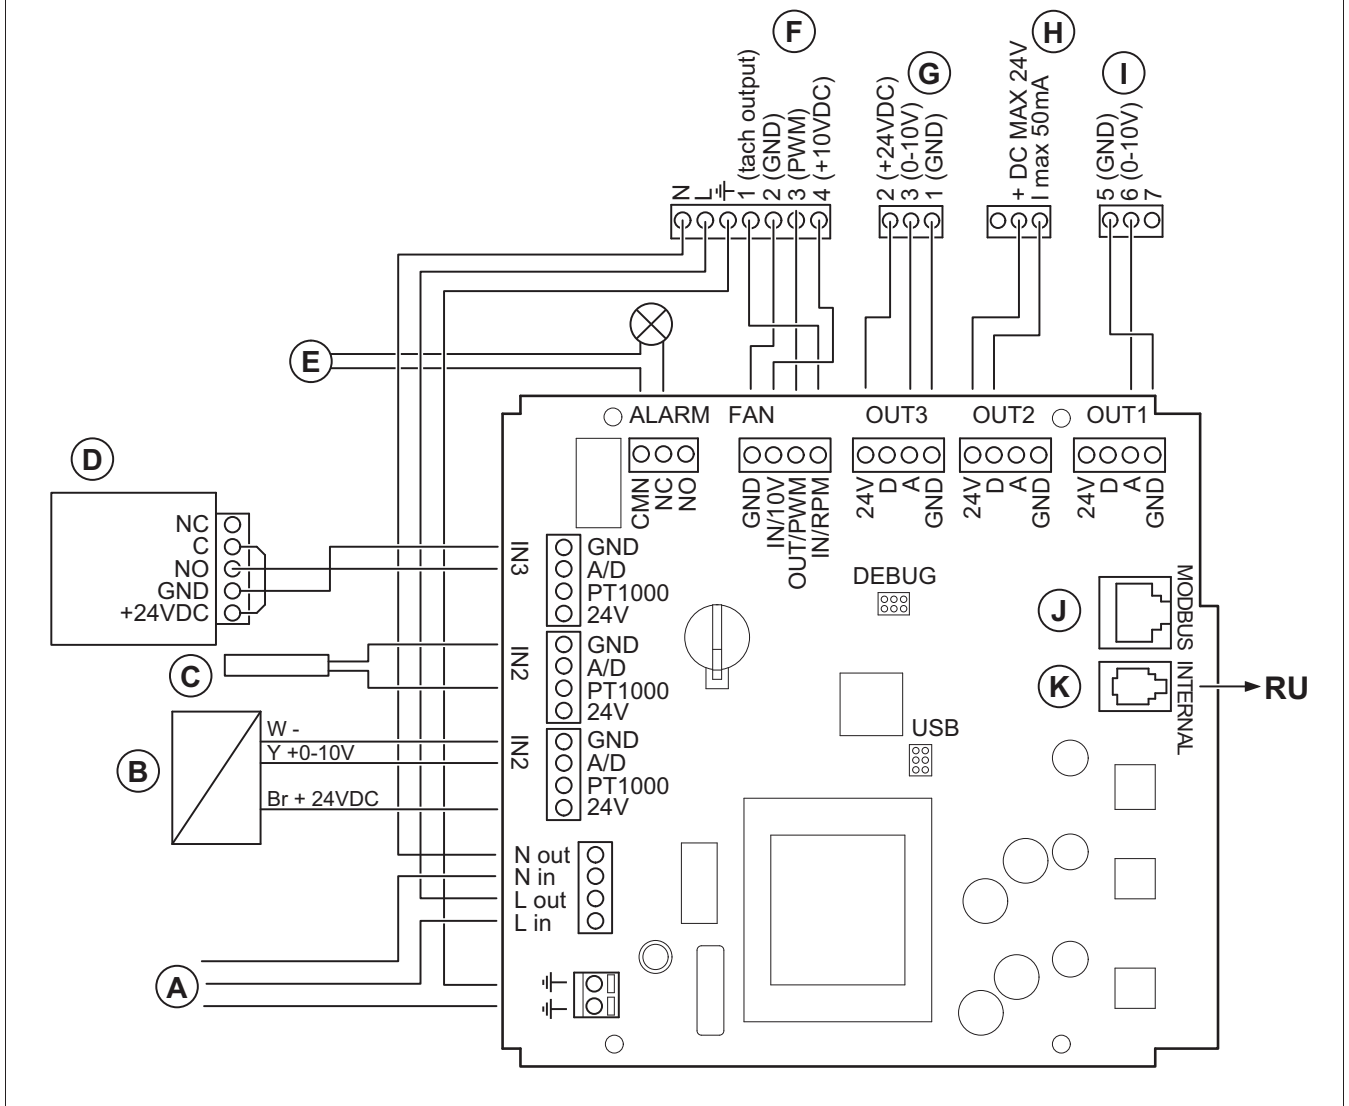 F
G
H
I
N
L
1 (tach output)
2 (GND)
3 (PWM)
4 (+10VDC)
2 (+24VDC)
3 (0-10V)
1 (GND)
+ DC MAX 24V
I max 50mA
5 (GND)
6 (0-10V)
7
E
ALARM
FAN
OUT3
OUT2
OUT1
CMN
NC
NO
GND
IN/10V
OUT/PWM
IN/RPM
24V
D
A
GND
24V
D
A
GND
24V
D
A
GND
D
NC
C
NO
GND
+24VDC
IN3
GND
A/D
PT1000
24V
DEBUG
J
MODBUS
C
IN2
GND
A/D
PT1000
24V
K
INTERNAL
RU
USB
B
W -
Y +0-10V
Br + 24VDC
IN2
GND
A/D
PT1000
24V
N out
N in
L out
L in
A